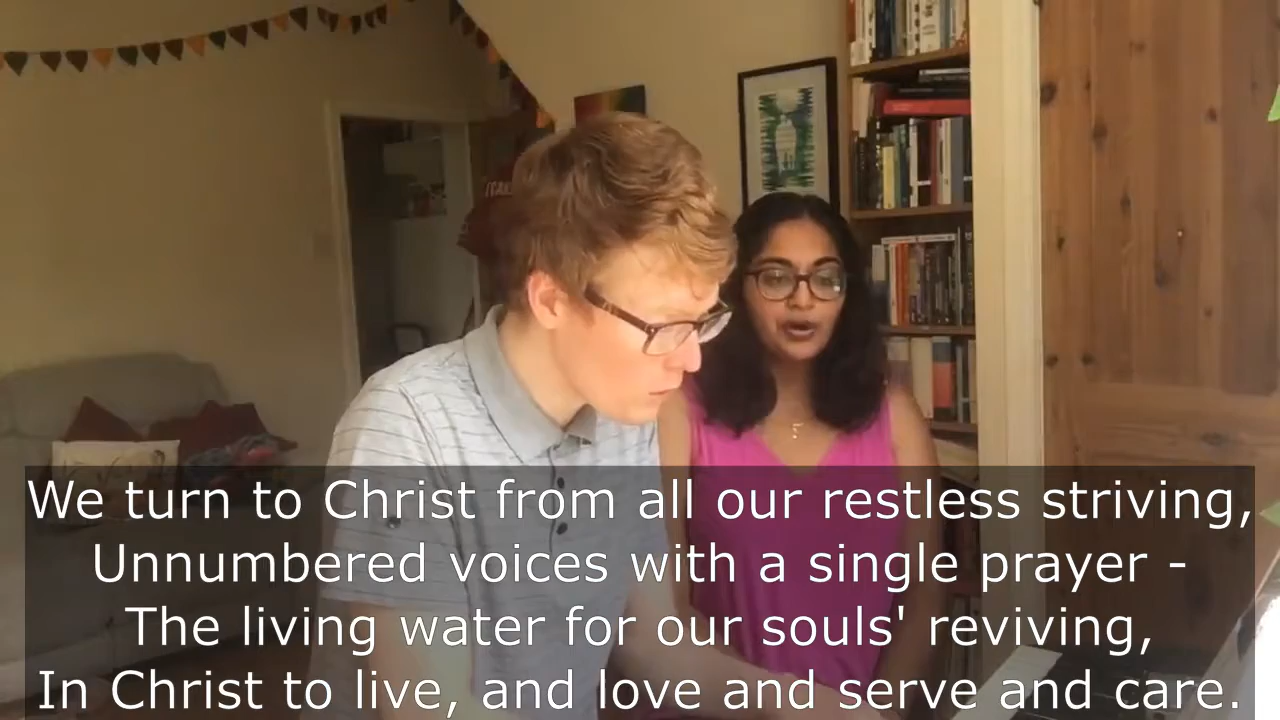 We turn to Christ from all our restless striving,
Unnumbered voices with a single prayer -
The living water for our souls' reviving,
In Christ to live, and love and serve and care.